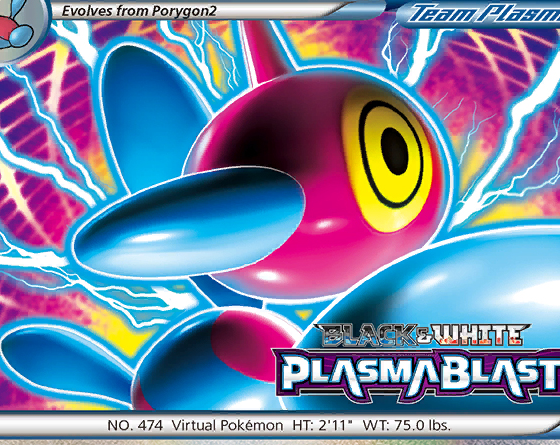 Evolves from Porygon2
Team Plasm
BLACK & WHITE
PLASMA BLAST
NO. 474 Virtual Pokémon HT: 2'11" WT: 75.0 lbs.